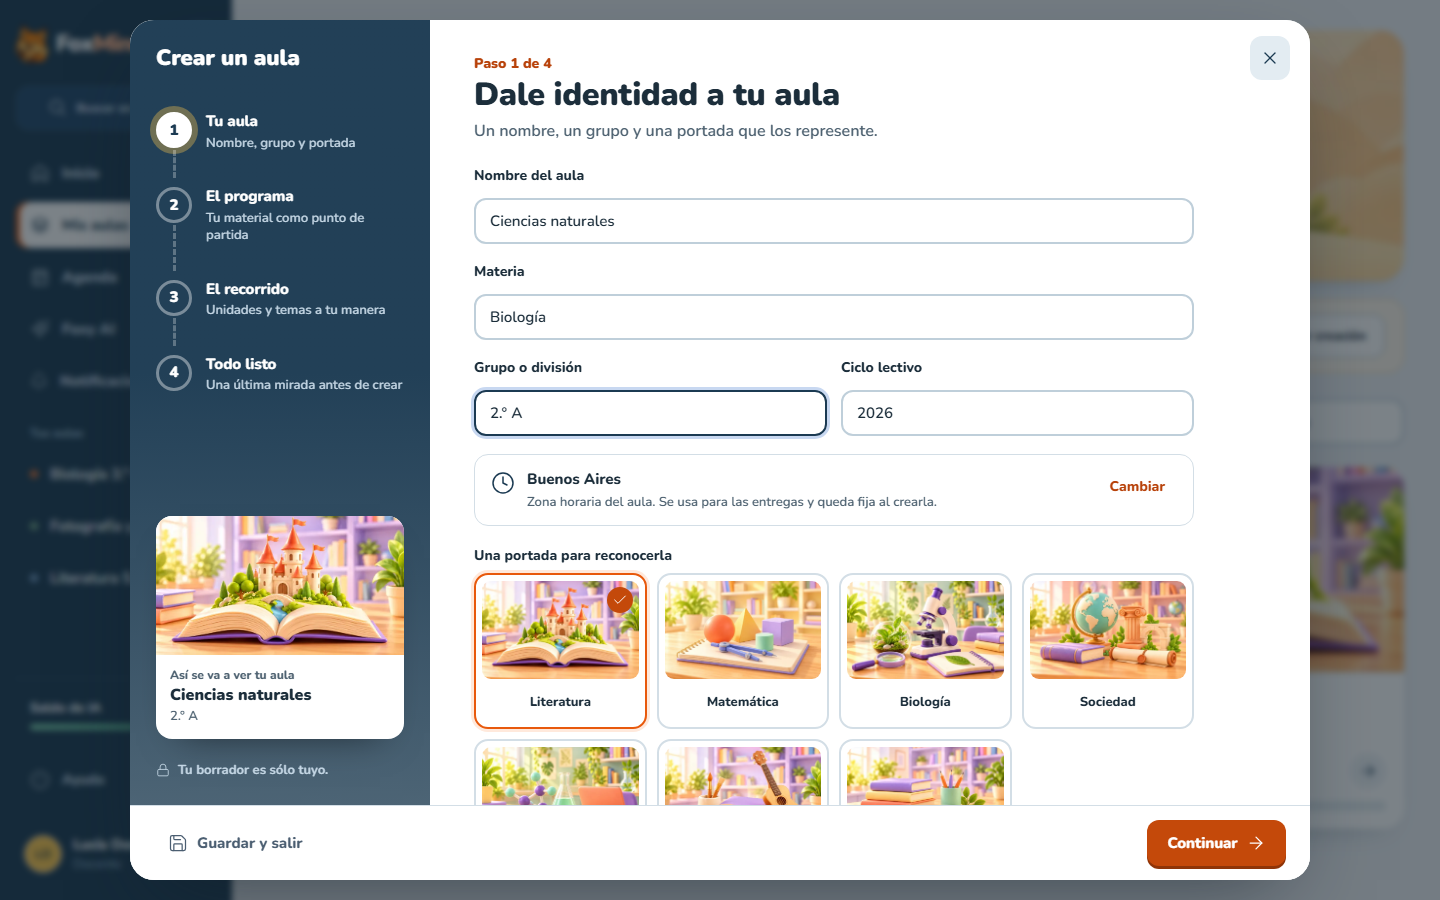 Crear un aula
1
Tu aula
Nombre, grupo y portada
2
El programa
Tu material como punto de
partida
3
El recorrido
Unidades y temas a tu manera
4
Todo listo
Una última mirada antes de crear
Así se va a ver tu aula
Ciencias naturales
2.° A
Tu borrador es sólo tuyo.
Paso 1 de 4
Dale identidad a tu aula
Un nombre, un grupo y una portada que los represente.
Nombre del aula
Ciencias naturales
Materia
Biología
Grupo o división
Ciclo lectivo
2.° A
2026
Buenos Aires
Zona horaria del aula. Se usa para las entregas y queda fija al crearla.
Cambiar
Una portada para reconocerla
Literatura
Matemática
Biología
Sociedad
Guardar y salir
Continuar